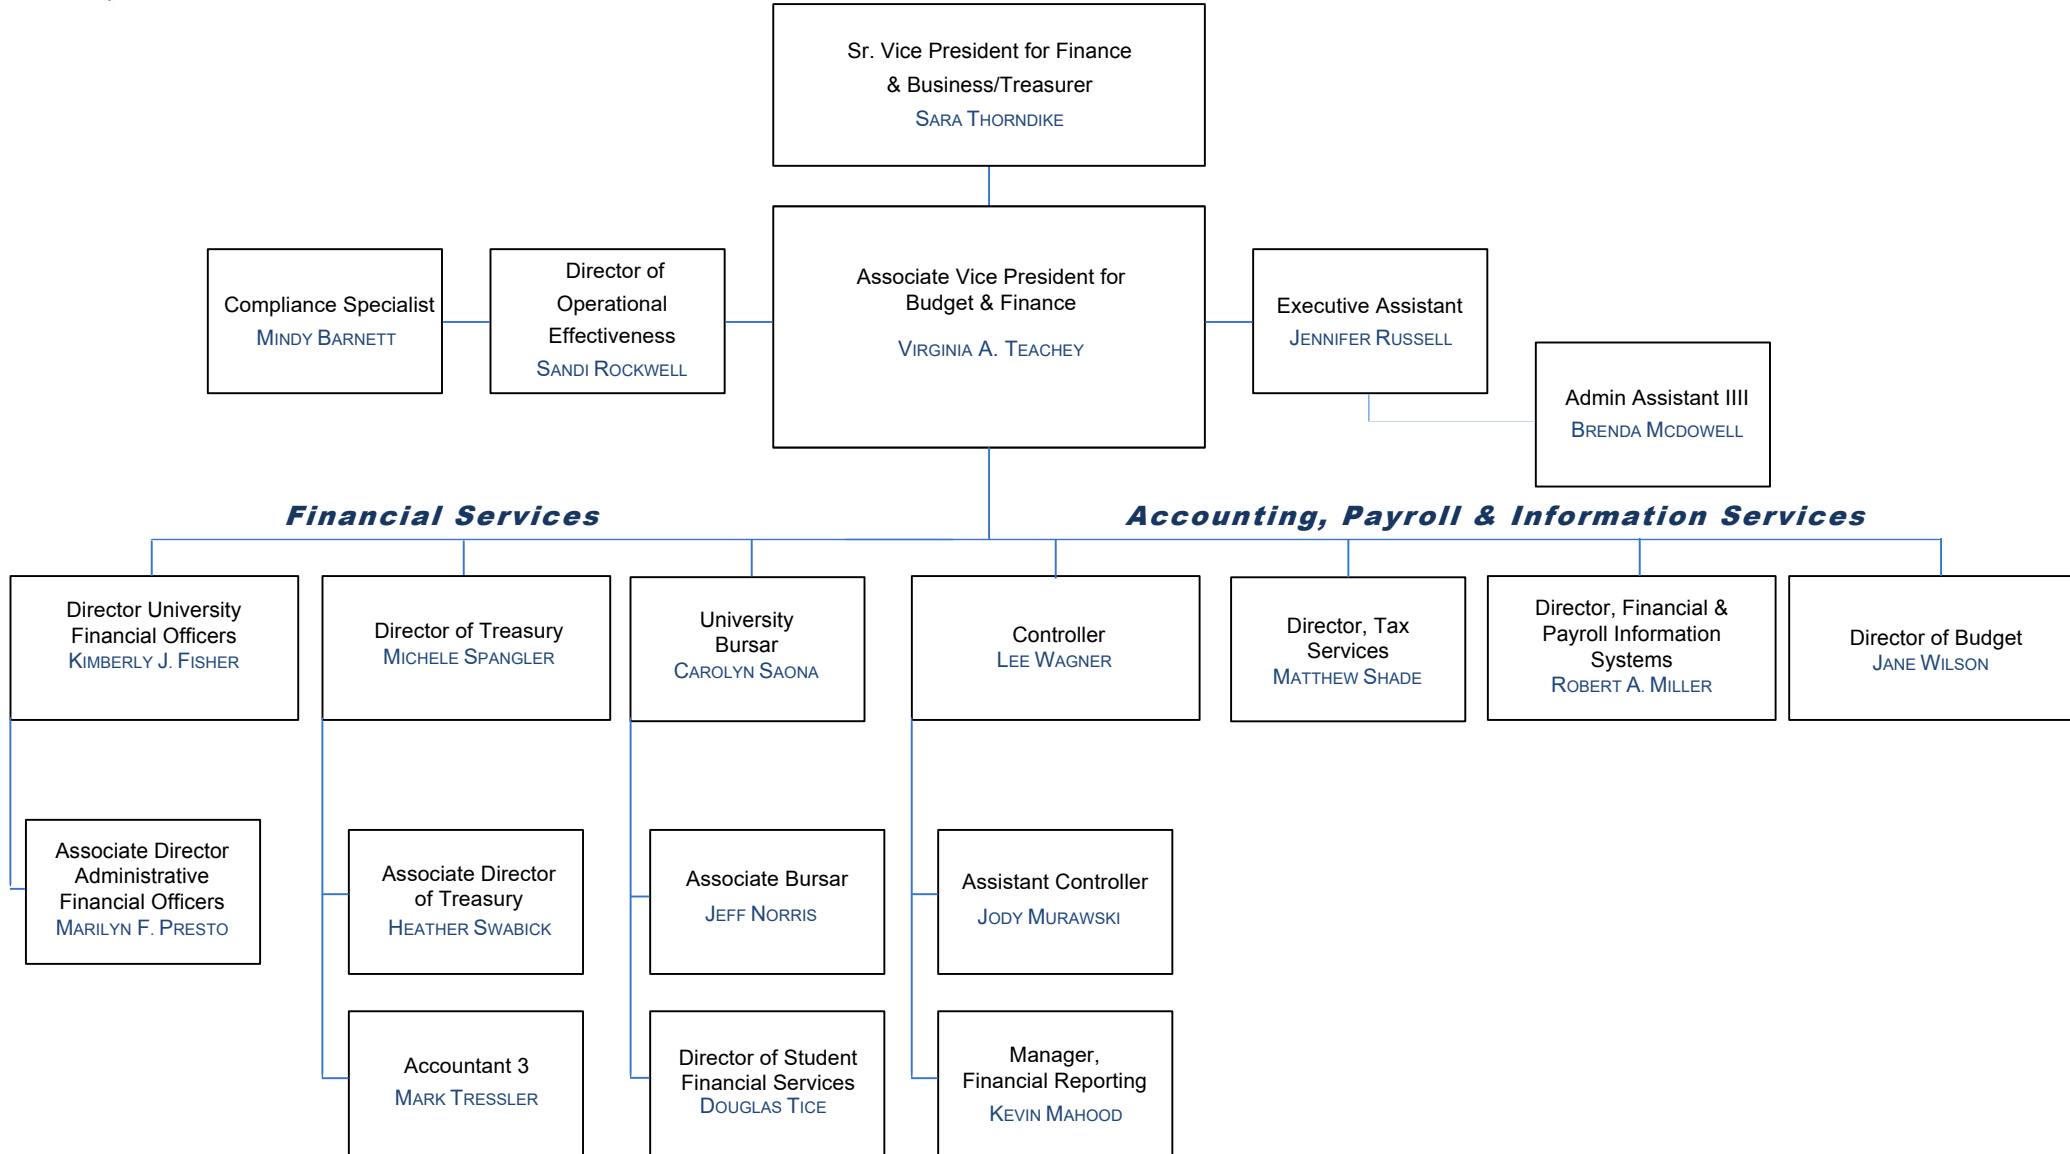 Sr. Vice President for Finance
& Business/Treasurer
SARA THORNDIKE
Compliance Specialist
MINDY BARNETT
Director of
Operational
Effectiveness
SANDI ROCKWELL
Associate Vice President for
Budget & Finance
VIRGINIA A. TEACHEY
Executive Assistant
JENNIFER RUSSELL
Admin Assistant IIII
BRENDA MCDOWELL
Financial Services
Accounting, Payroll & Information Services
Director University
Financial Officers
KIMBERLY J. FISHER
Director of Treasury
MICHELE SPANGLER
University
Bursar
CAROLYN SAONA
Controller
LEE WAGNER
Director, Tax
Services
MATTHEW SHADE
Director, Financial &
Payroll Information
Systems
ROBERT A. MILLER
Director of Budget
JANE WILSON
Associate Director
Administrative
Financial Officers
MARILYN F. PRESTO
Associate Director
of Treasury
HEATHER SWABICK
Associate Bursar
JEFF NORRIS
Assistant Controller
JODY MURAWSKI
Accountant 3
MARK TRESSLER
Director of Student
Financial Services
DOUGLAS TICE
Manager,
Financial Reporting
KEVIN MAHOOD